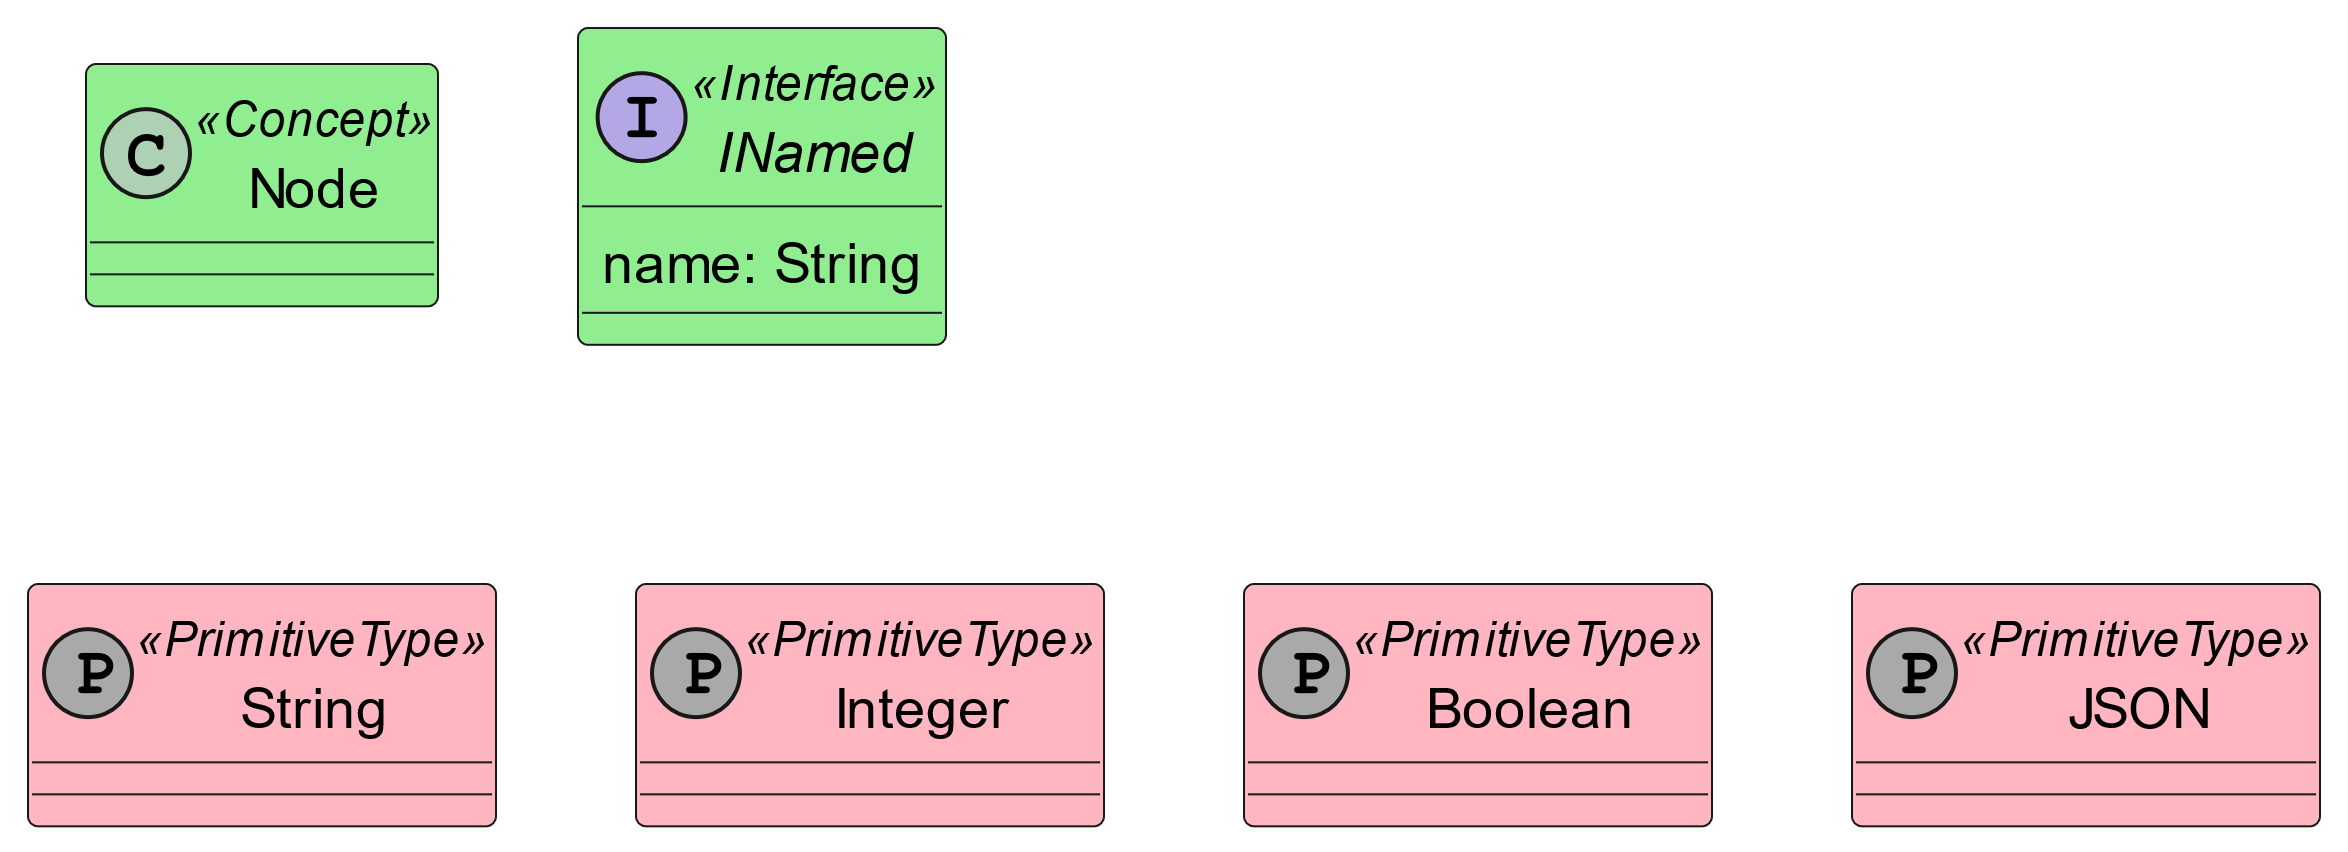 C
«Concept»
Node
I
«Interface»
INamed
name: String
P
«PrimitiveType»
String
P
«PrimitiveType»
Integer
P
«PrimitiveType»
Boolean
P
«PrimitiveType»
JSON